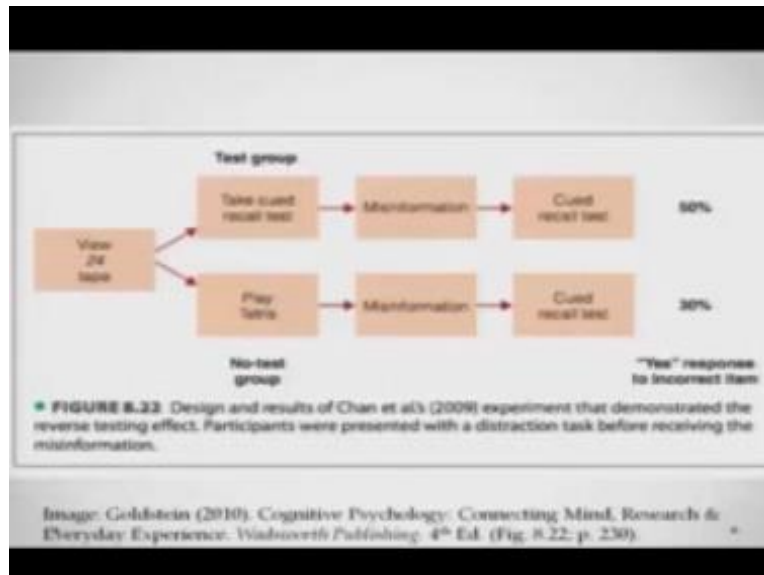 Test group
Take cued
recall test
Misinformation
Cued
recall test
50%
View
24
tape
Play
Tetris
Misinformation
Cued
recall test
30%
No-test
group
"Yes" response
to incorrect item
• FIGURE 8.22 Design and results of Chan et al.'s (2009) experiment that demonstrated the
reverse testing effect. Participants were presented with a distraction task before receiving the
misinformation.
Image: Goldstein (2010). Cognitive Psychology: Connecting Mind, Research &
Everyday Experience. Wadsworth Publishing. 4th Ed. (Fig. 8.22; p. 230).